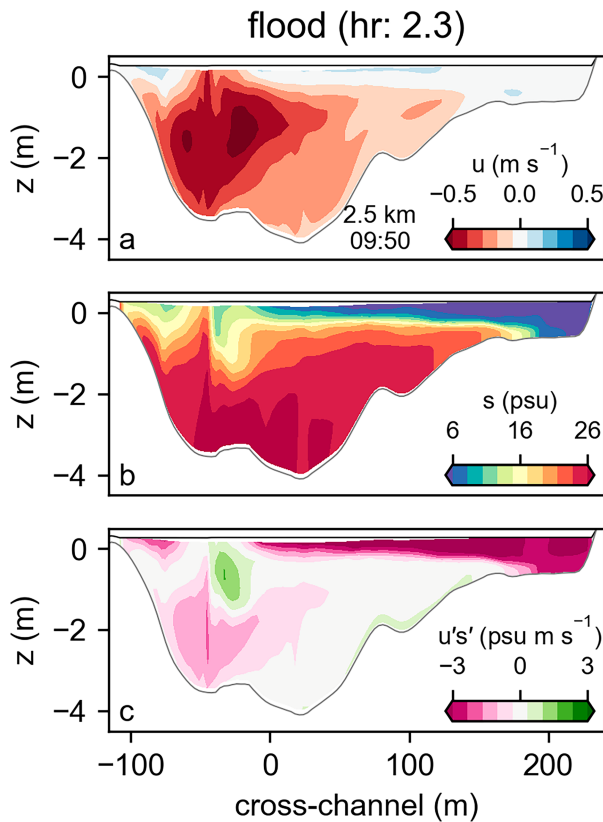 flood (hr: 2.3)
0
−2
−4
z (m)
u (m s⁻¹)
−0.5 0.0 0.5
2.5 km
09:50
a
0
−2
−4
z (m)
s (psu)
6 16 26
b
0
−2
−4
z (m)
u′s′ (psu m s⁻¹)
−3 0 3
c
−100 0 100 200
cross-channel (m)